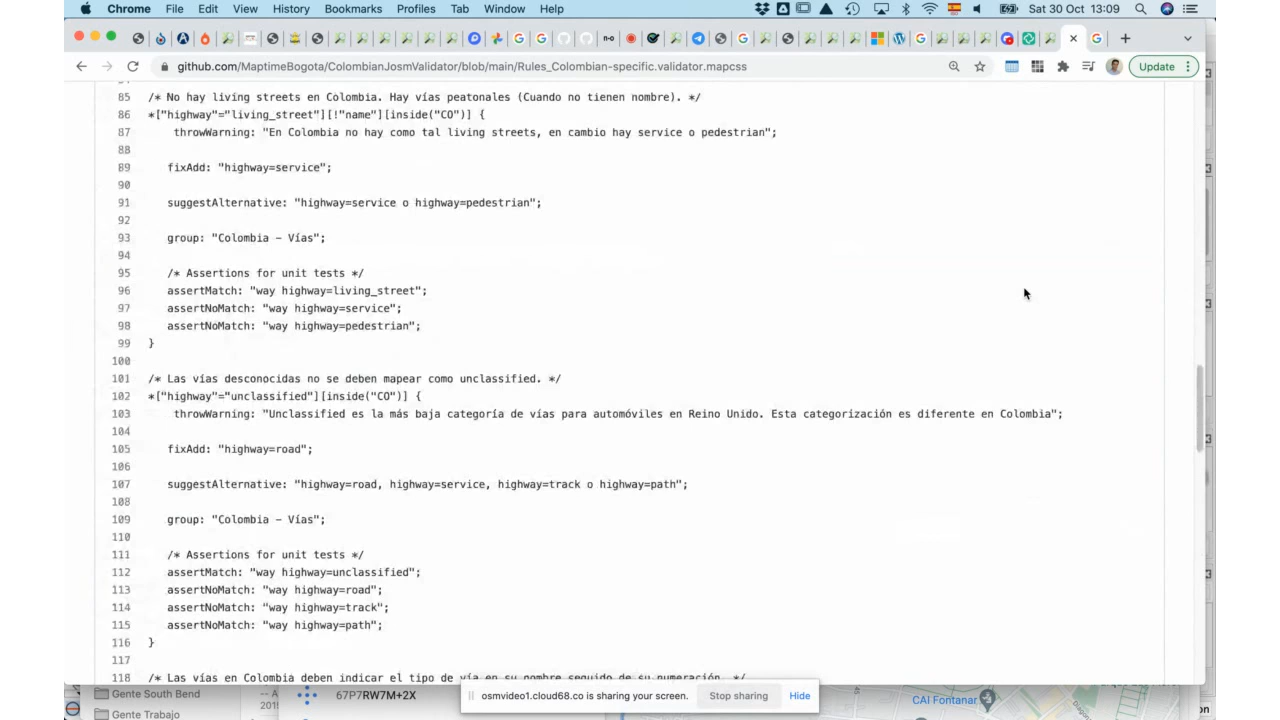 Chrome File Edit View History Bookmarks Profiles Tab Window Help Sat 30 Oct 13:09
github.com/MaptimeBogota/ColombianJosmValidator/blob/main/Rules_Colombian-specific.validator.mapcss Update
85 /* No hay living streets en Colombia. Hay vías peatonales (Cuando no tienen nombre). */
86 *["highway"="living_street"][!"name"][inside("CO")] {
87 throwWarning: "En Colombia no hay como tal living streets, en cambio hay service o pedestrian";
88
89 fixAdd: "highway=service";
90
91 suggestAlternative: "highway=service o highway=pedestrian";
92
93 group: "Colombia - Vías";
94
95 /* Assertions for unit tests */
96 assertMatch: "way highway=living_street";
97 assertNoMatch: "way highway=service";
98 assertNoMatch: "way highway=pedestrian";
99 }
100
101 /* Las vías desconocidas no se deben mapear como unclassified. */
102 *["highway"="unclassified"][inside("CO")] {
103 throwWarning: "Unclassified es la más baja categoría de vías para automóviles en Reino Unido. Esta categorización es diferente en Colombia";
104
105 fixAdd: "highway=road";
106
107 suggestAlternative: "highway=road, highway=service, highway=track o highway=path";
108
109 group: "Colombia - Vías";
110
111 /* Assertions for unit tests */
112 assertMatch: "way highway=unclassified";
113 assertNoMatch: "way highway=road";
114 assertNoMatch: "way highway=track";
115 assertNoMatch: "way highway=path";
116 }
117
118 /* Las vías en Colombia deben indicar el tipo de vía en su nombre seguido de su numeración. */
Gente South Bend
67P7RW7M+2X
osmvideo1.cloud68.co is sharing your screen. Stop sharing Hide
CAI Fontanar
Gente Trabajo